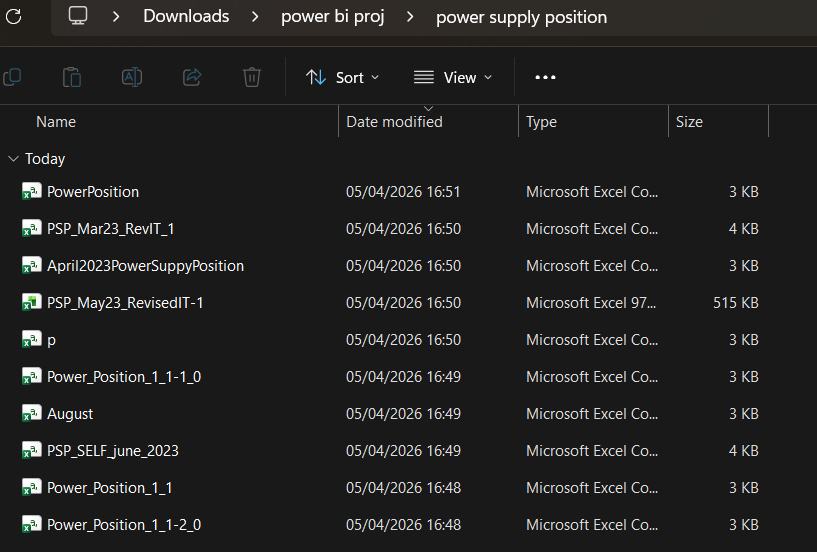 Downloads > power bi proj > power supply position
Sort View ...
Name Date modified Type Size
Today
PowerPosition 05/04/2026 16:51 Microsoft Excel Co... 3 KB
PSP_Mar23_RevIT_1 05/04/2026 16:50 Microsoft Excel Co... 4 KB
April2023PowerSuppyPosition 05/04/2026 16:50 Microsoft Excel Co... 3 KB
PSP_May23_RevisedIT-1 05/04/2026 16:50 Microsoft Excel 97... 515 KB
p 05/04/2026 16:50 Microsoft Excel Co... 3 KB
Power_Position_1_1-1_0 05/04/2026 16:49 Microsoft Excel Co... 3 KB
August 05/04/2026 16:49 Microsoft Excel Co... 3 KB
PSP_SELF_june_2023 05/04/2026 16:49 Microsoft Excel Co... 4 KB
Power_Position_1_1 05/04/2026 16:48 Microsoft Excel Co... 3 KB
Power_Position_1_1-2_0 05/04/2026 16:48 Microsoft Excel Co... 3 KB